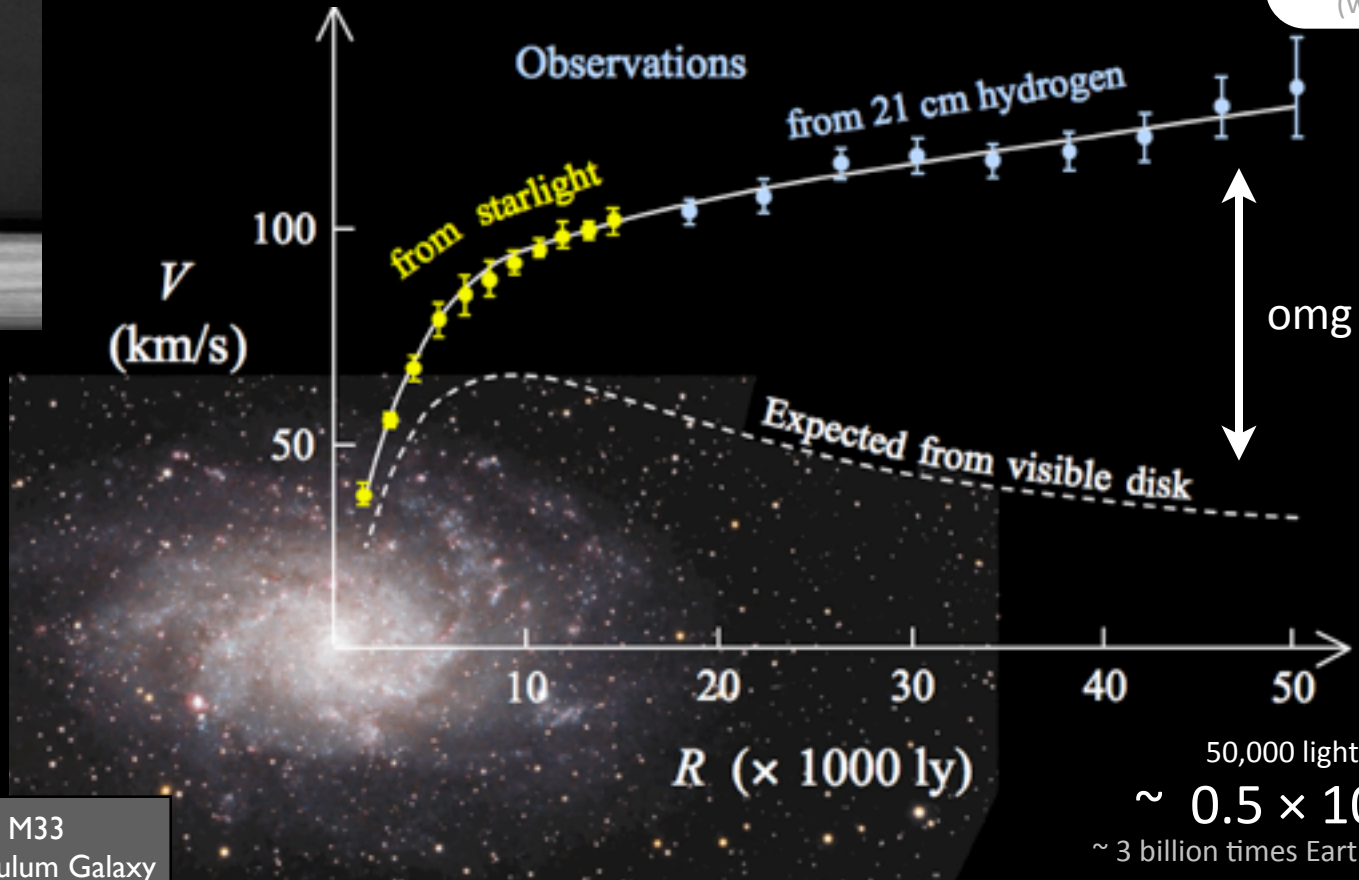 (W
Observations
from 21 cm hydrogen
from starlight
100
V
(km/s)
omg
50
Expected from visible disk
10
20
30
40
50
R (× 1000 ly)
50,000 light
~ 0.5 × 10
~ 3 billion times Eart
M33
ulum Galaxy